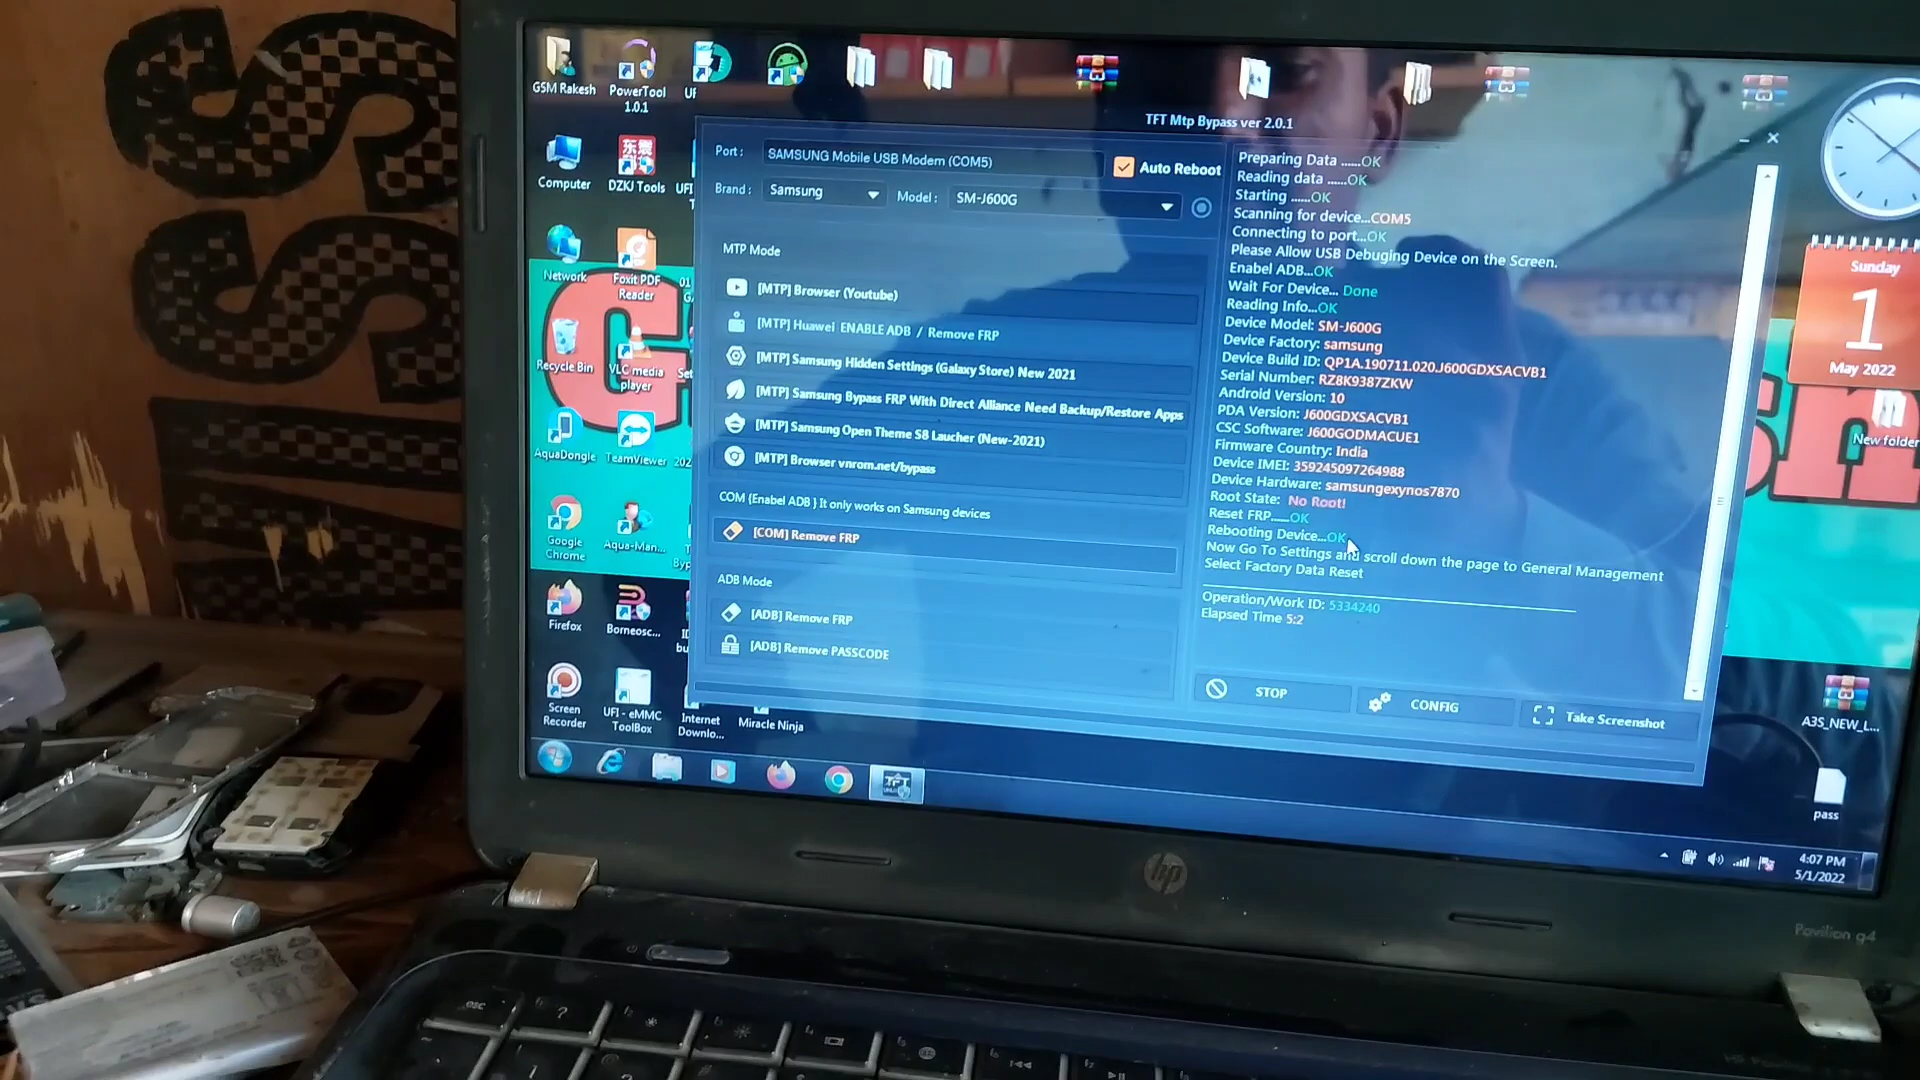 GSM Rakesh
PowerTool
1.0.1
UF
TFT Mtp Bypass ver 2.0.1
Port :
SAMSUNG Mobile USB Modem (COM5)
Auto Reboot
Brand :
Samsung
Model :
SM-J600G
MTP Mode
[MTP] Browser (Youtube)
[MTP] Huawei ENABLE ADB / Remove FRP
[MTP] Samsung Hidden Settings (Galaxy Store) New 2021
[MTP] Samsung Bypass FRP With Direct Alliance Need Backup/Restore Apps
[MTP] Samsung Open Theme S8 Laucher (New-2021)
[MTP] Browser vnrom.net/bypass
COM {Enabel ADB } It only works on Samsung devices
[COM] Remove FRP
ADB Mode
[ADB] Remove FRP
[ADB] Remove PASSCODE
Preparing Data ......OK
Reading data ......OK
Starting ......OK
Scanning for device...COM5
Connecting to port...OK
Please Allow USB Debuging Device on the Screen.
Enabel ADB...OK
Wait For Device... Done
Reading Info...OK
Device Model: SM-J600G
Device Factory: samsung
Device Build ID: QP1A.190711.020.J600GDXSACVB1
Serial Number: RZ8K9387ZKW
Android Version: 10
PDA Version: J600GDXSACVB1
CSC Software: J600GODMACUE1
Firmware Country: India
Device IMEI: 359245097264988
Device Hardware: samsungexynos7870
Root State: No Root!
Reset FRP......OK
Rebooting Device...OK
Now Go To Settings and scroll down the page to General Management
Select Factory Data Reset
Operation/Work ID: 5334240
Elapsed Time 5:2
STOP
CONFIG
Take Screenshot
Computer
东震
DZKJ Tools
UFI
Network
Foxit PDF
Reader
01
Recycle Bin
VLC media
player
Set
AquaDongle
TeamViewer
202
Google
Chrome
Aqua-Man...
Firefox
Borneosc...
Screen
Recorder
UFI - eMMC
ToolBox
Internet
Downlo...
Miracle Ninja
TFT
Sunday
1
May 2022
New folder
A3S_NEW_L...
pass
4:07 PM
5/1/2022
hp
Pavilion g4
esc